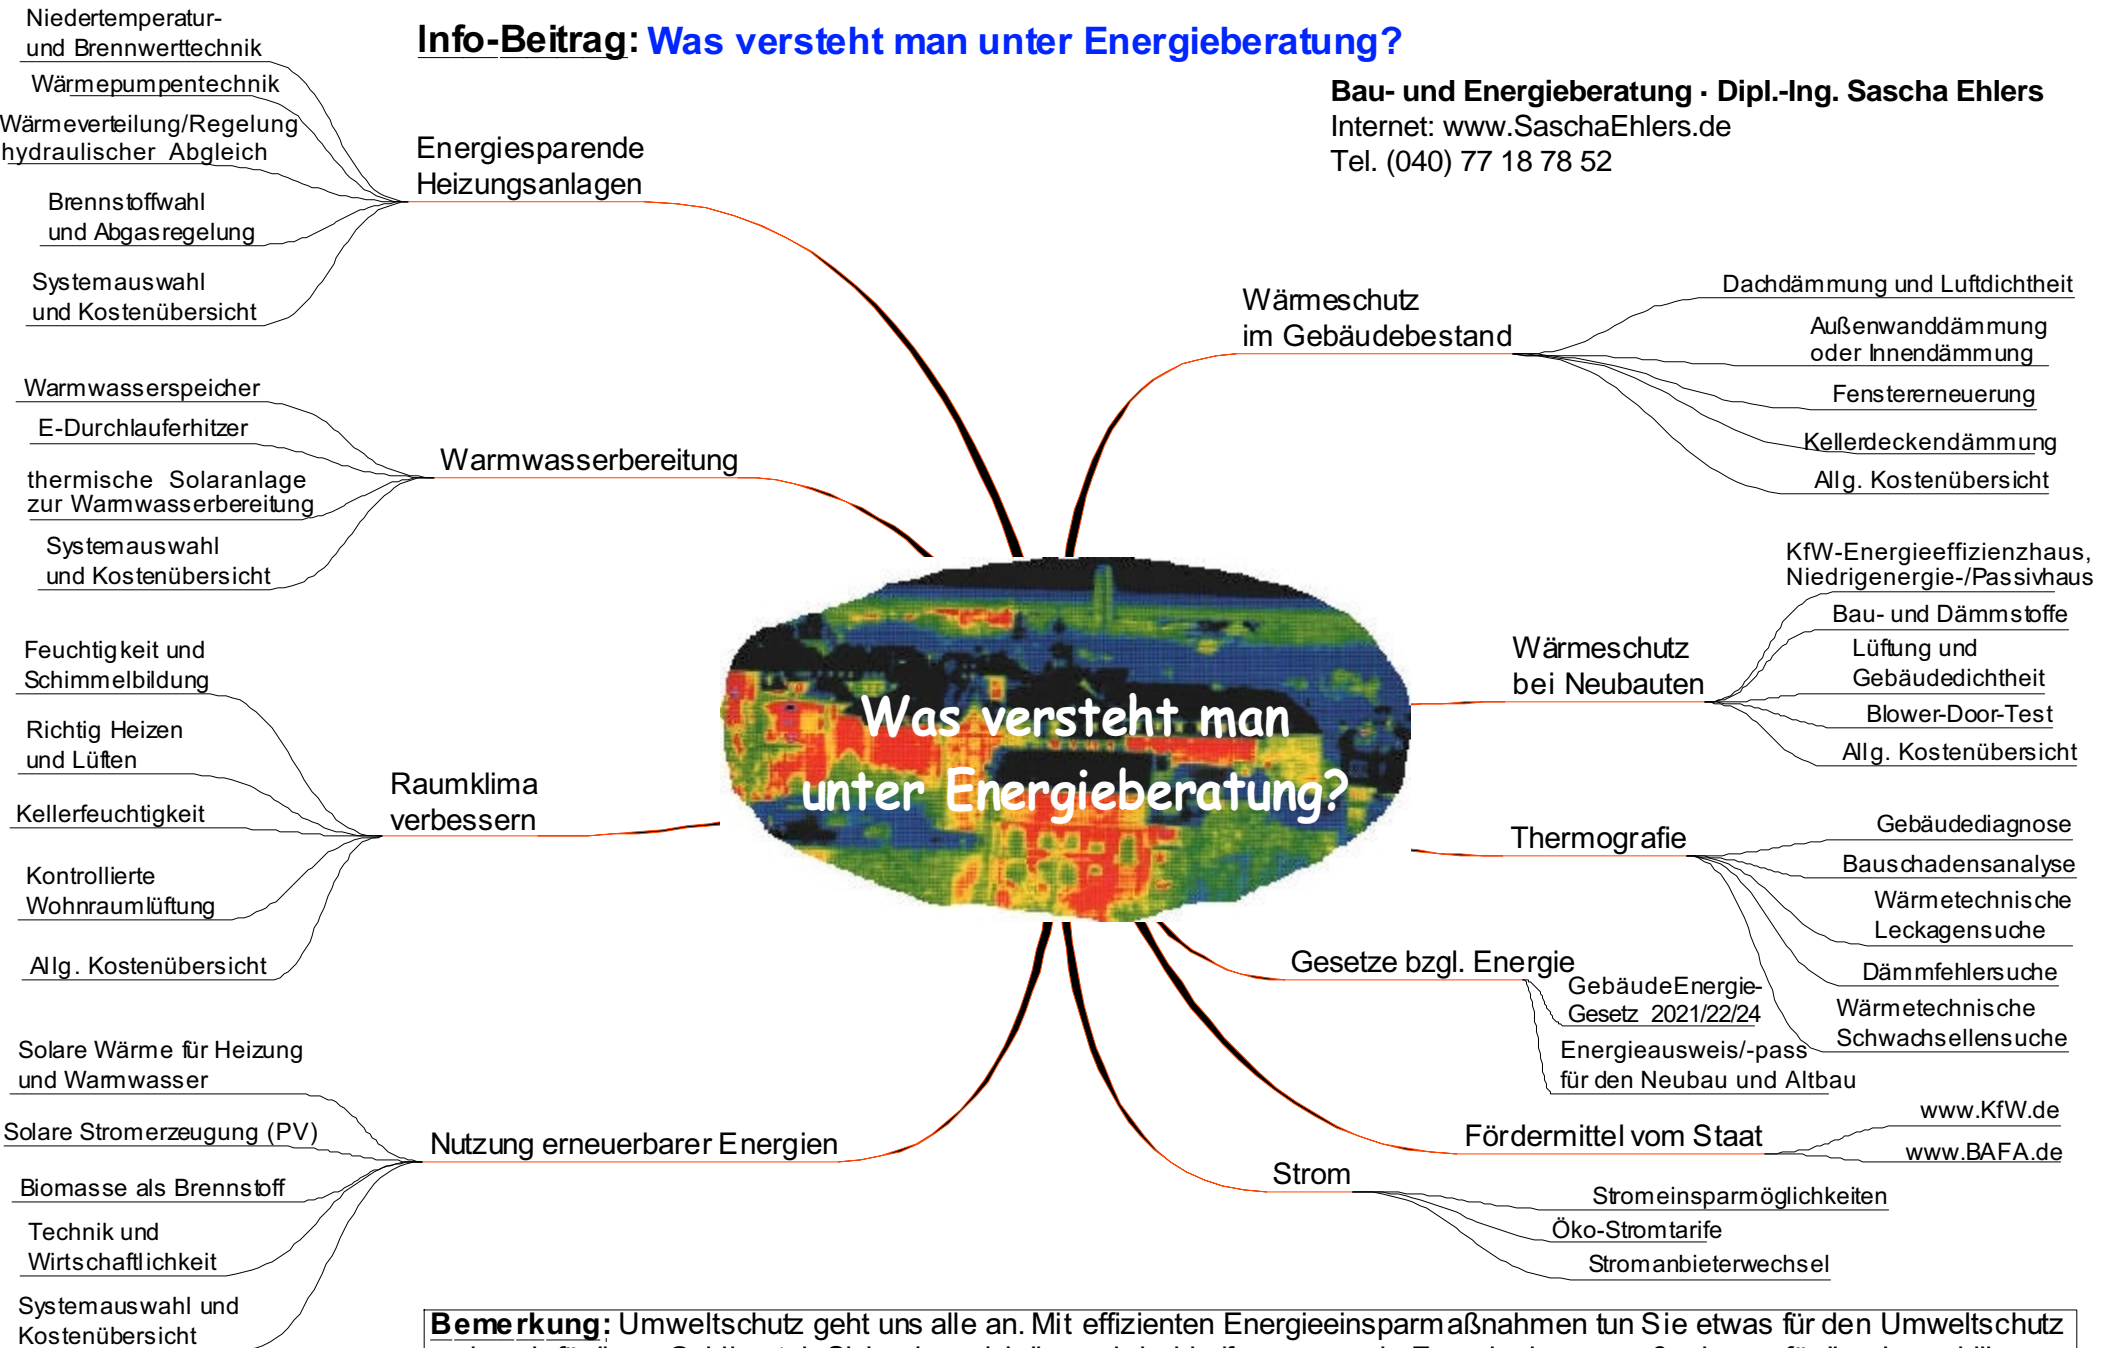 Info-Beitrag: Was versteht man unter Energieberatung?
Bau- und Energieberatung · Dipl.-Ing. Sascha Ehlers
Internet: www.SaschaEhlers.de
Tel. (040) 77 18 78 52
Energiesparende
Heizungsanlagen
Niedertemperatur-
und Brennwerttechnik
Wärmepumpentechnik
Wärmeverteilung/Regelung
hydraulischer Abgleich
Brennstoffwahl
und Abgasregelung
Systemauswahl
und Kostenübersicht
Warmwasserbereitung
Warmwasserspeicher
E-Durchlauferhitzer
thermische Solaranlage
zur Warmwasserbereitung
Systemauswahl
und Kostenübersicht
Raumklima
verbessern
Feuchtigkeit und
Schimmelbildung
Richtig Heizen
und Lüften
Kellerfeuchtigkeit
Kontrollierte
Wohnraumlüftung
Allg. Kostenübersicht
Nutzung erneuerbarer Energien
Solare Wärme für Heizung
und Warmwasser
Solare Stromerzeugung (PV)
Biomasse als Brennstoff
Technik und
Wirtschaftlichkeit
Systemauswahl und
Kostenübersicht
Was versteht man
unter Energieberatung?
Wärmeschutz
im Gebäudebestand
Dachdämmung und Luftdichtheit
Außenwanddämmung
oder Innendämmung
Fenstererneuerung
Kellerdeckendämmung
Allg. Kostenübersicht
Wärmeschutz
bei Neubauten
KfW-Energieeffizienzhaus,
Niedrigenergie-/Passivhaus
Bau- und Dämmstoffe
Lüftung und
Gebäudedichtheit
Blower-Door-Test
Allg. Kostenübersicht
Thermografie
Gebäudediagnose
Bauschadensanalyse
Wärmetechnische
Leckagensuche
Dämmfehlersuche
Wärmetechnische
Schwachsellensuche
Gesetze bzgl. Energie
GebäudeEnergie-
Gesetz 2021/22/24
Energieausweis/-pass
für den Neubau und Altbau
Fördermittel vom Staat
www.KfW.de
www.BAFA.de
Strom
Stromeinsparmöglichkeiten
Öko-Stromtarife
Stromanbieterwechsel
Bemerkung: Umweltschutz geht uns alle an. Mit effizienten Energieeinsparmaßnahmen tun Sie etwas für den Umweltschutz